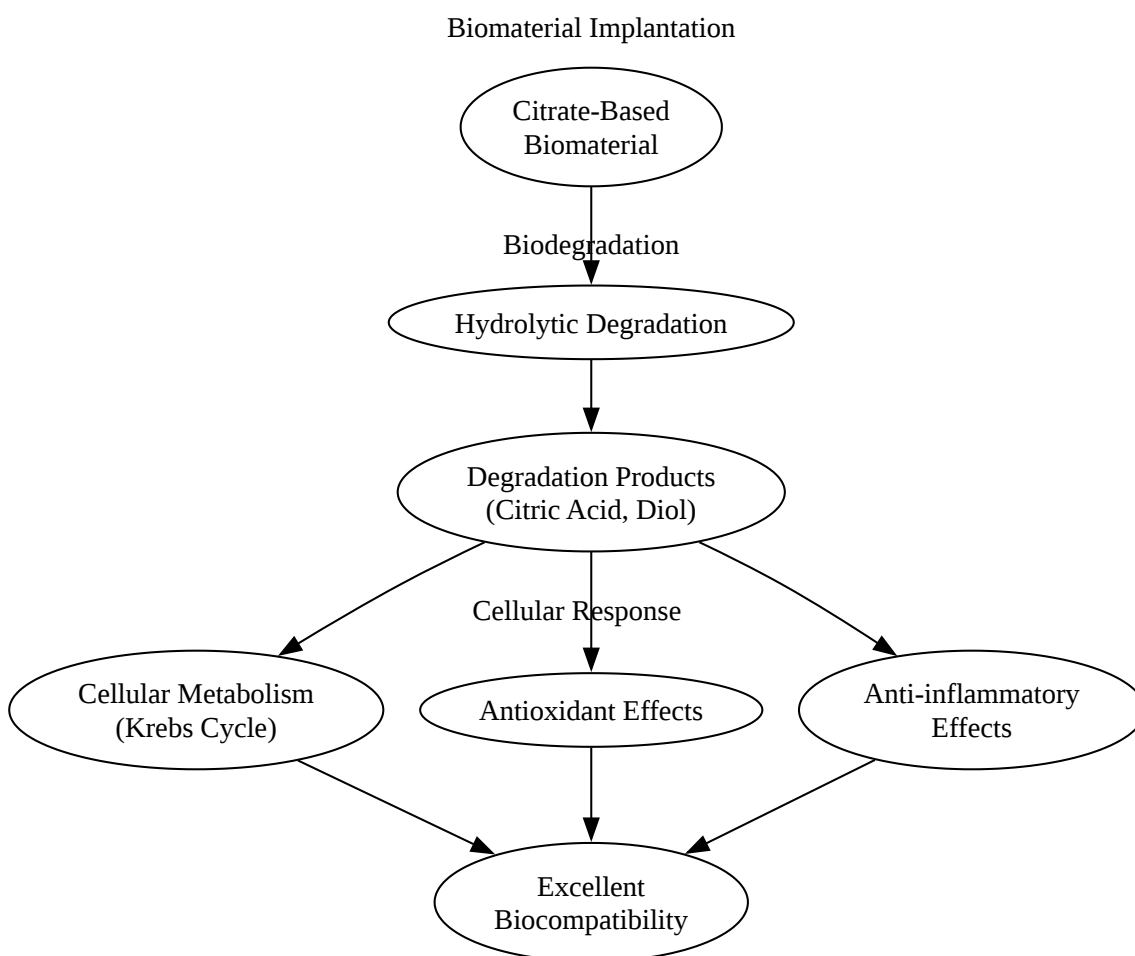 Biomaterial Implantation
Citrate-Based
Biomaterial
Biodegradation
Hydrolytic Degradation
Degradation Products
(Citric Acid, Diol)
Cellular Response
Cellular Metabolism
(Krebs Cycle)
Antioxidant Effects
Anti-inflammatory
Effects
Excellent
Biocompatibility